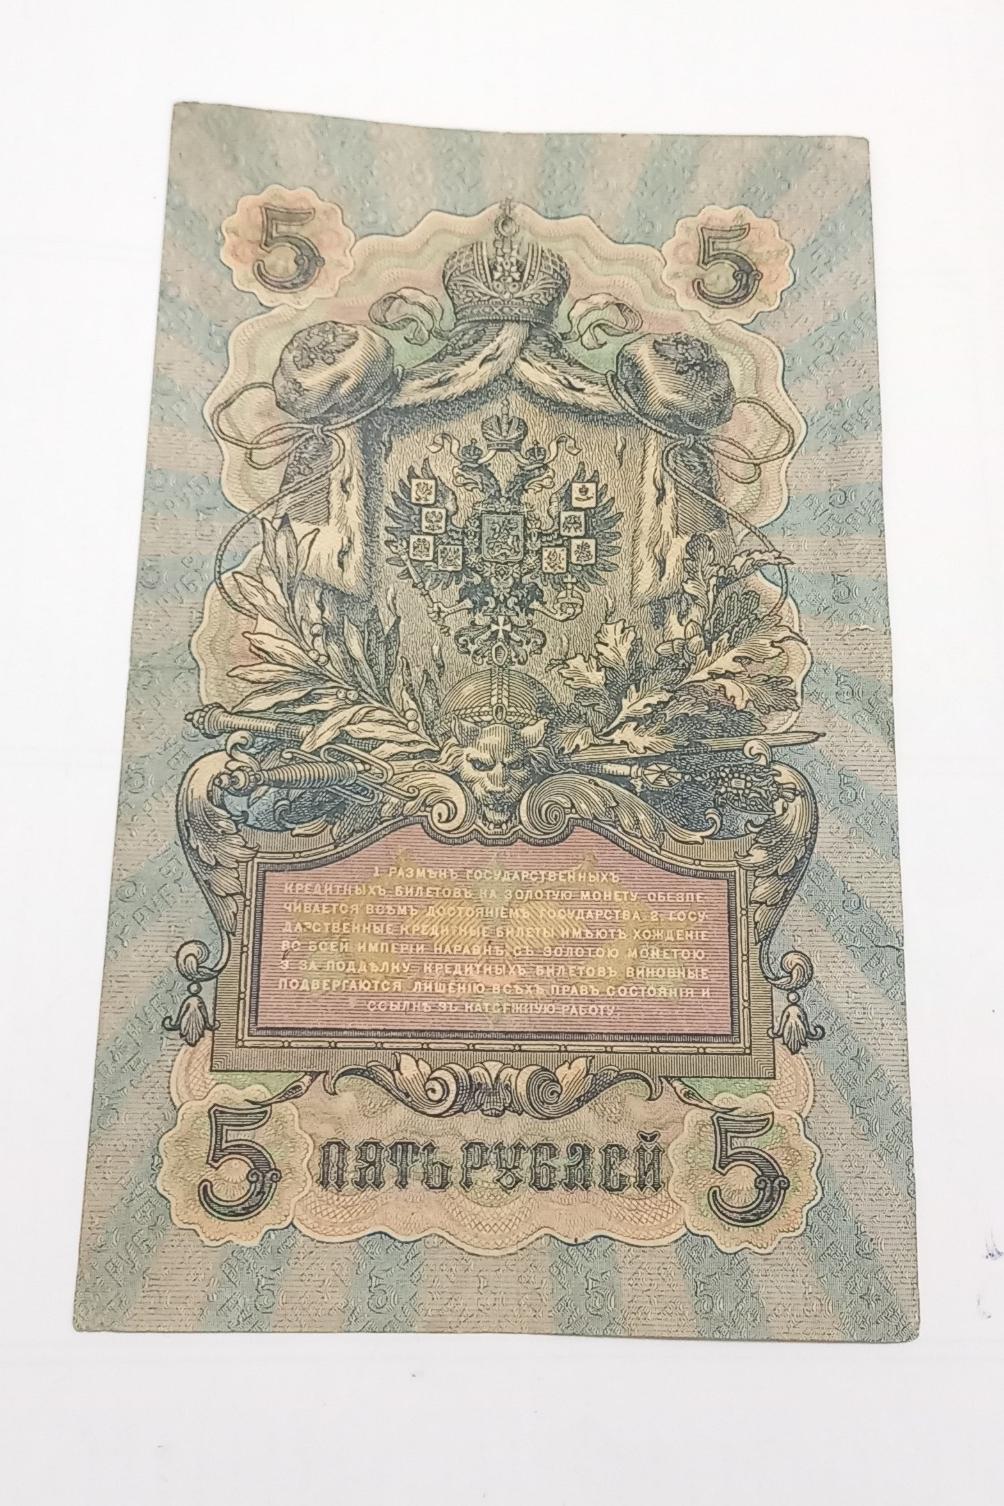 5 5
1. РАЗМѢНЪ ГОСУДАРСТВЕННЫХЪ
КРЕДИТНЫХЪ БИЛЕТОВЪ НА ЗОЛОТУЮ МОНЕТУ ОБЕЗПЕ-
ЧИВАЕТСЯ ВСѢМЪ ДОСТОЯНІЕМЪ ГОСУДАРСТВА. 2. ГОСУ-
ДАРСТВЕННЫЕ КРЕДИТНЫЕ БИЛЕТЫ ИМѢЮТЪ ХОЖДЕНІЕ
ВО ВСЕЙ ИМПЕРІИ НАРАВНѢ СЪ ЗОЛОТОЮ МОНЕТОЮ
3. ЗА ПОДДѢЛКУ КРЕДИТНЫХЪ БИЛЕТОВЪ ВИНОВНЫЕ
ПОДВЕРГАЮТСЯ ЛИШЕНІЮ ВСѢХЪ ПРАВЪ СОСТОЯНІЯ И
ССЫЛКѢ ВЪ КАТОРЖНУЮ РАБОТУ.
5 ПЯТЬ РУБЛЕЙ 5